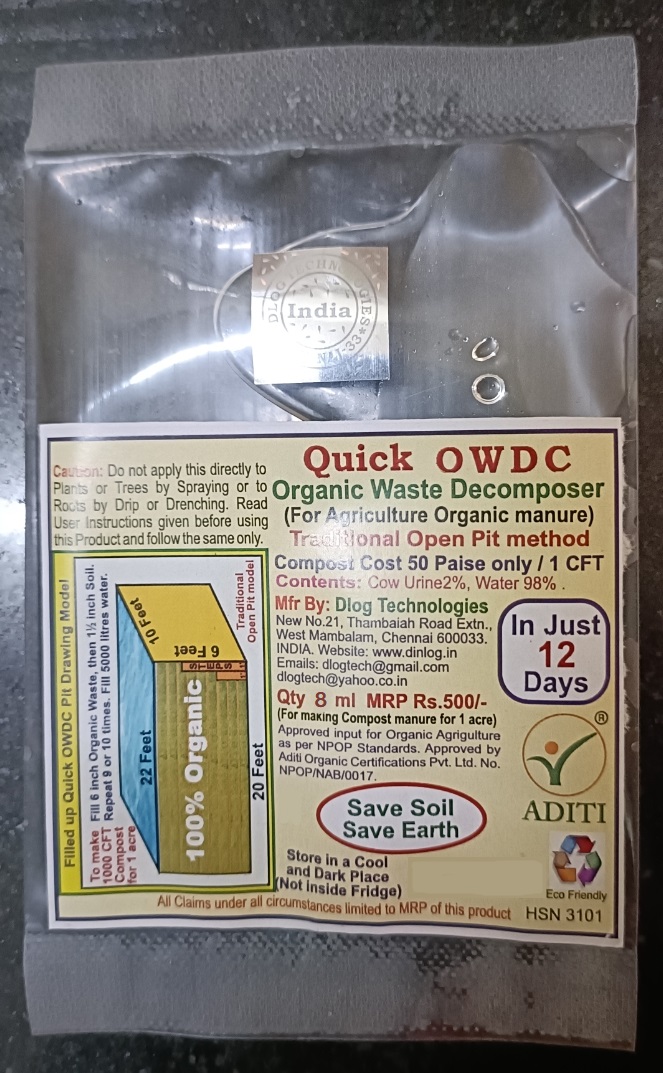 DLOG TECHNOLOGIES
India
Quick OWDC
Organic Waste Decomposer
(For Agriculture Organic manure)
Traditional Open Pit method
Compost Cost 50 Paise only / 1 CFT
Contents: Cow Urine2%, Water 98% .
Caution: Do not apply this directly to
Plants or Trees by Spraying or to
Roots by Drip or Drenching. Read
User Instructions given before using
this Product and follow the same only.
Filled up Quick OWDC Pit Drawing Model
To make
1000 CFT
Compost
for 1 acre
Fill 6 inch Organic Waste, then 1½ inch Soil.
Repeat 9 or 10 times. Fill 5000 litres water.
10 Feet
22 Feet
6 Feet
STEPS
100% Organic
20 Feet
Traditional
Open Pit model
Mfr By: Dlog Technologies
New No.21, Thambaiah Road Extn.,
West Mambalam, Chennai 600033.
INDIA. Website: www.dinlog.in
Emails: dlogtech@gmail.com
dlogtech@yahoo.co.in
In Just
12
Days
Qty 8 ml MRP Rs.500/-
(For making Compost manure for 1 acre)
Approved input for Organic Agrigulture
as per NPOP Standards. Approved by
Aditi Organic Certifications Pvt. Ltd. No.
NPOP/NAB/0017.
®
ADITI
Save Soil
Save Earth
Store in a Cool
and Dark Place
(Not inside Fridge)
Eco Friendly
All Claims under all circumstances limited to MRP of this product
HSN 3101